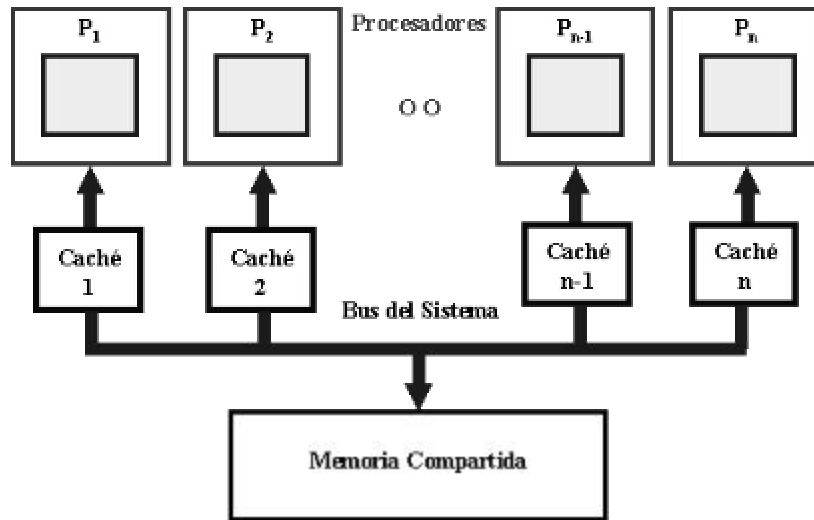 P1
P2
Procesadores
Pn-1
Pn
O O
Caché
1
Caché
2
Caché
n-1
Caché
n
Bus del Sistema
Memoria Compartida